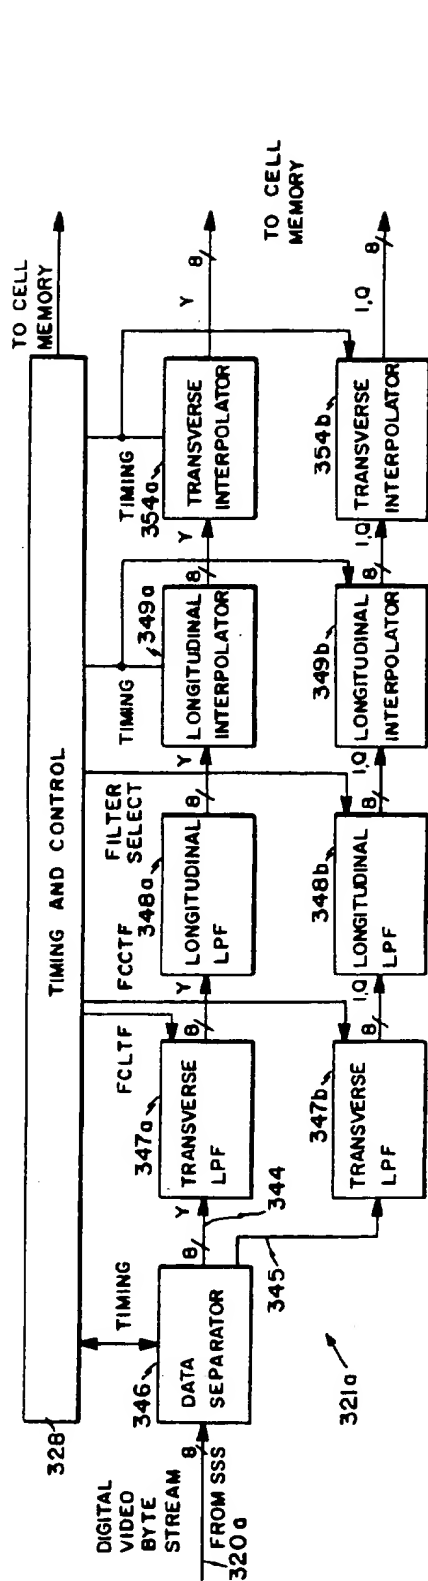 TO CELL
MEMORY
TIMING AND CONTROL
328
TIMING
FCLTF
FCCTF
FILTER
SELECT
TIMING
TIMING
DIGITAL
VIDEO
BYTE
STREAM
8
FROM SSS
320a
346
DATA
SEPARATOR
8
Y
344
345
347a
TRANSVERSE
LPF
8
Y
348a
LONGITUDINAL
LPF
8
Y
349a
LONGITUDINAL
INTERPOLATOR
8
Y
354a
TRANSVERSE
INTERPOLATOR
Y
8
TO CELL
MEMORY
347b
TRANSVERSE
LPF
8
I,Q
348b
LONGITUDINAL
LPF
8
I,Q
349b
LONGITUDINAL
INTERPOLATOR
8
I,Q
354b
TRANSVERSE
INTERPOLATOR
I,Q
8
321a